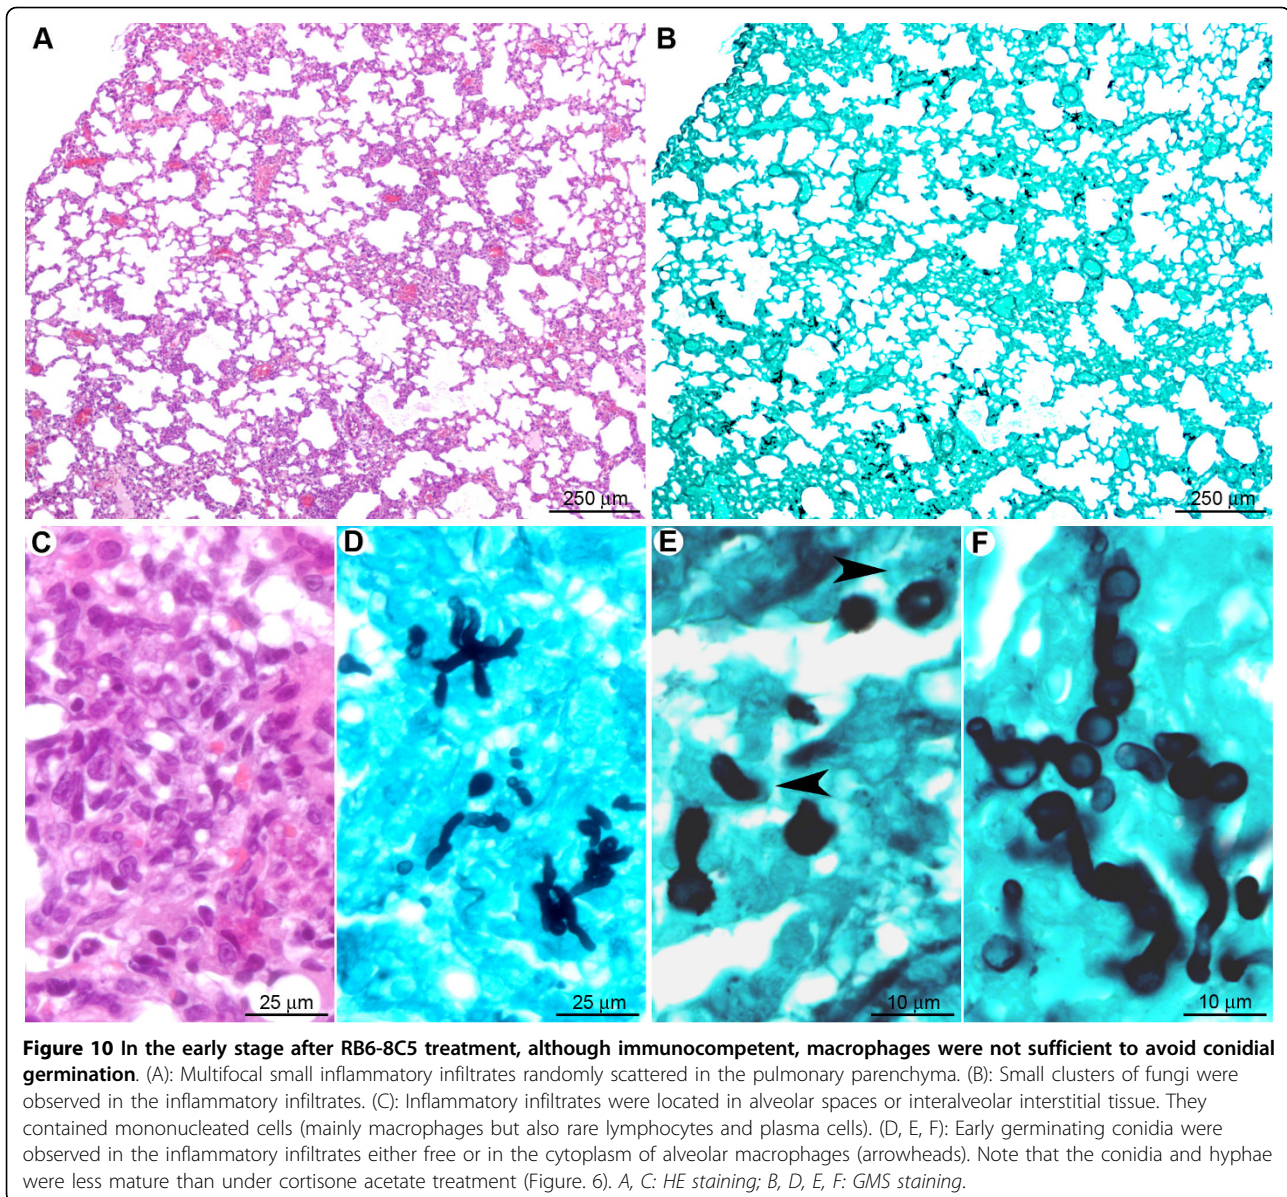 A
B
250 µm
250 µm
C
D
E
F
25 µm
25 µm
10 µm
10 µm
Figure 10 In the early stage after RB6-8C5 treatment, although immunocompetent, macrophages were not sufficient to avoid conidial
germination. (A): Multifocal small inflammatory infiltrates randomly scattered in the pulmonary parenchyma. (B): Small clusters of fungi were
observed in the inflammatory infiltrates. (C): Inflammatory infiltrates were located in alveolar spaces or interalveolar interstitial tissue. They
contained mononucleated cells (mainly macrophages but also rare lymphocytes and plasma cells). (D, E, F): Early germinating conidia were
observed in the inflammatory infiltrates either free or in the cytoplasm of alveolar macrophages (arrowheads). Note that the conidia and hyphae
were less mature than under cortisone acetate treatment (Figure. 6). A, C: HE staining; B, D, E, F: GMS staining.